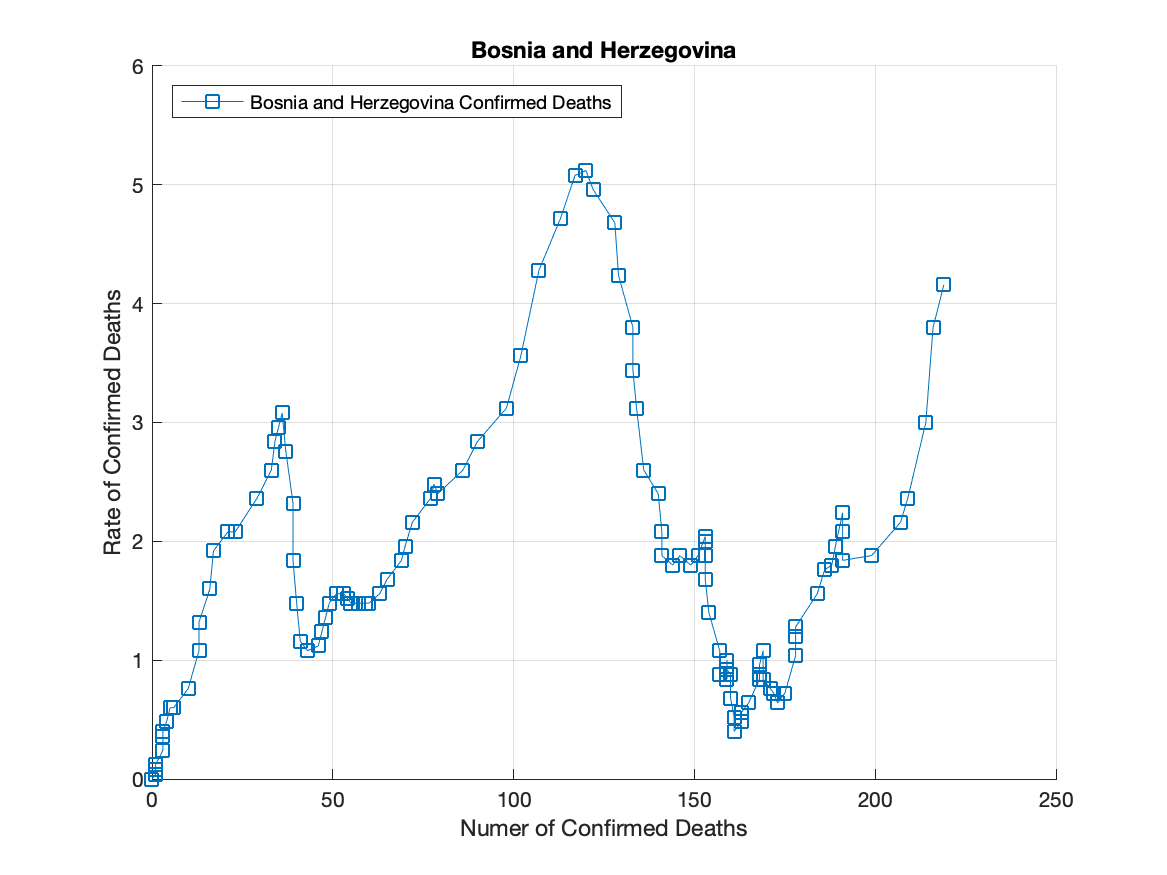 Bosnia and Herzegovina
Bosnia and Herzegovina Confirmed Deaths
Rate of Confirmed Deaths
6
5
4
3
2
1
0
0 50 100 150 200 250
Numer of Confirmed Deaths